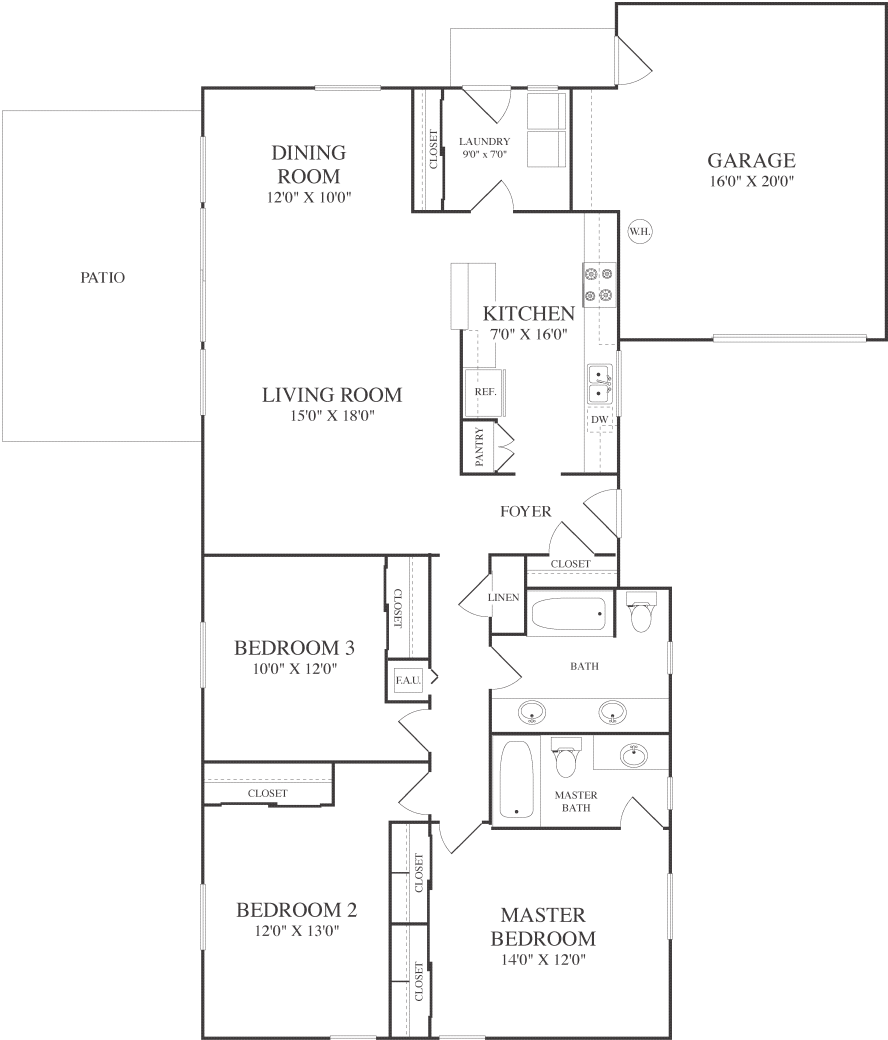 GARAGE
16'0" X 20'0"
W.H.
LAUNDRY
9'0" x 7'0"
CLOSET
DINING
ROOM
12'0" X 10'0"
PATIO
KITCHEN
7'0" X 16'0"
REF.
DW
PANTRY
LIVING ROOM
15'0" X 18'0"
FOYER
CLOSET
LINEN
CLOSET
BEDROOM 3
10'0" X 12'0"
F.A.U.
BATH
CLOSET
MASTER
BATH
CLOSET
BEDROOM 2
12'0" X 13'0"
MASTER
BEDROOM
14'0" X 12'0"
CLOSET